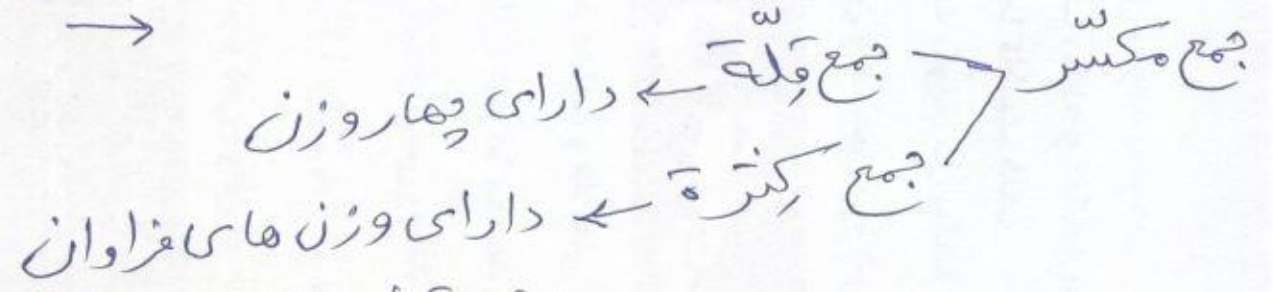 جمع مکسّر
جمع قِلّة ← دارای چهار وزن
جمع کِثرة ← دارای وزن های فراوان